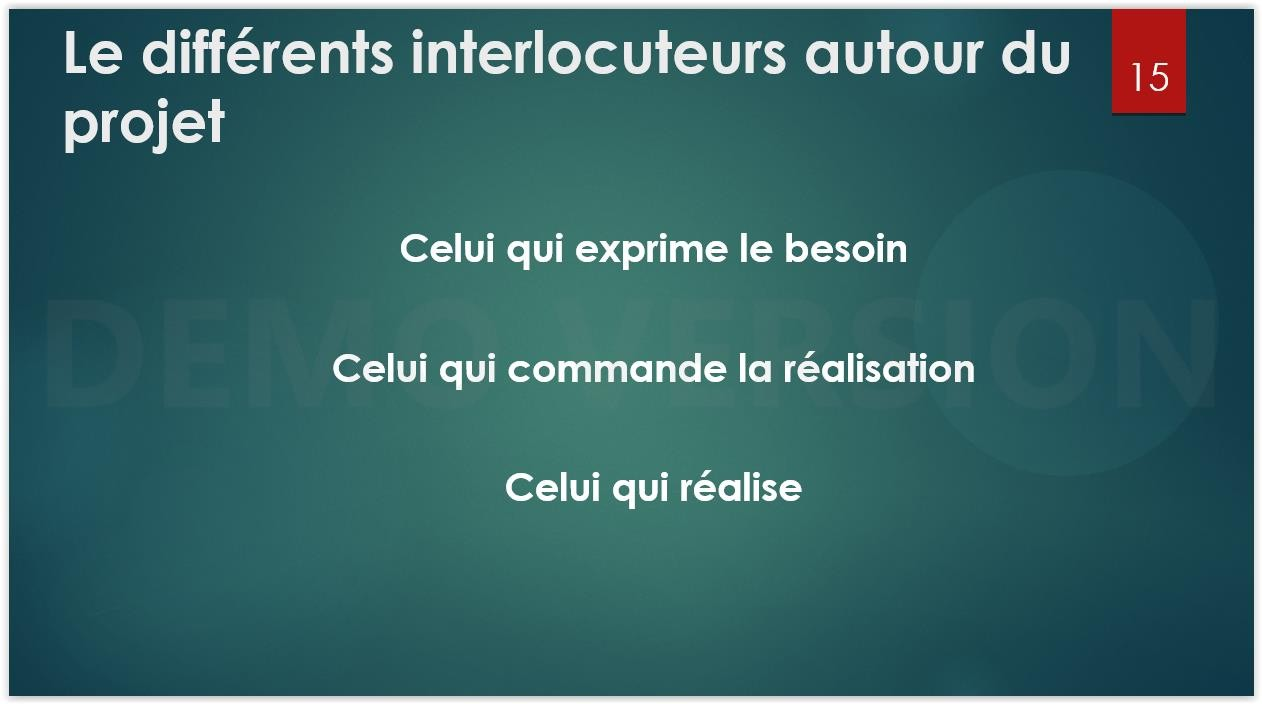 Le différents interlocuteurs autour du
projet
15
Celui qui exprime le besoin
DEMO VERSION
Celui qui commande la réalisation
Celui qui réalise